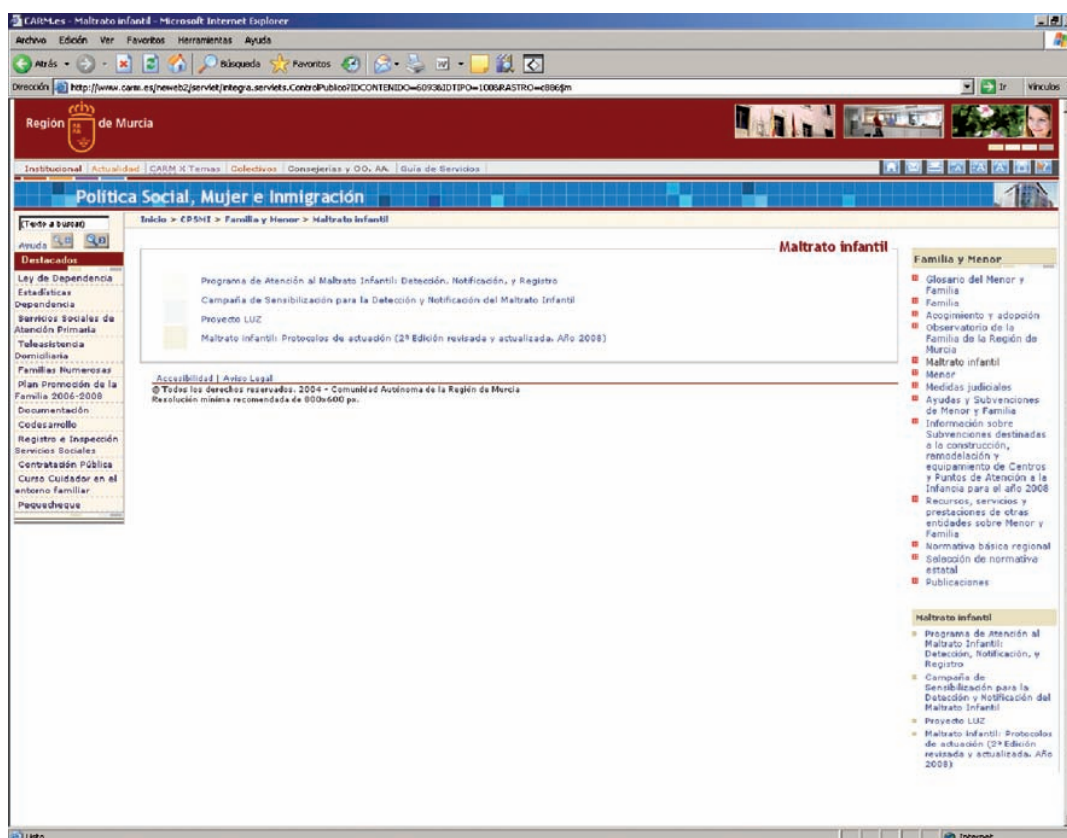 CARM.es - Maltrato infantil - Microsoft Internet Explorer
Archivo Edición Ver Favoritos Herramientas Ayuda
Atrás Búsqueda Favoritos
Dirección http://www.carm.es/neweb2/servlet/integra.servlets.ControlPublico?IDCONTENIDO=6093&IDTIPO=100&RASTRO=c886$m Ir Vínculos
Región de Murcia
Institucional Actualidad CARM X Temas Colectivos Consejerías y OO. AA. Guía de Servicios
Política Social, Mujer e Inmigración
(Texto a buscar)
Ayuda
Destacados
Ley de Dependencia
Estadísticas
Dependencia
Servicios Sociales de
Atención Primaria
Teleasistencia
Domiciliaria
Familias Numerosas
Plan Promoción de la
Familia 2006-2008
Documentación
Codesarrollo
Registro e Inspección
Servicios Sociales
Contratación Pública
Curso Cuidador en el
entorno familiar
Pequecheque
Inicio > CPSMI > Familia y Menor > Maltrato infantil
Maltrato infantil
Programa de Atención al Maltrato Infantil: Detección, Notificación, y Registro
Campaña de Sensibilización para la Detección y Notificación del Maltrato Infantil
Proyecto LUZ
Maltrato infantil: Protocolos de actuación (2ª Edición revisada y actualizada. Año 2008)
Accesibilidad | Aviso Legal
© Todos los derechos reservados. 2004 - Comunidad Autónoma de la Región de Murcia
Resolución mínima recomendada de 800x600 px.
Familia y Menor
Glosario del Menor y
Familia
Familia
Acogimiento y adopción
Observatorio de la
Familia de la Región de
Murcia
Maltrato infantil
Menor
Medidas judiciales
Ayudas y Subvenciones
de Menor y Familia
Información sobre
Subvenciones destinadas
a la construcción,
remodelación y
equipamiento de Centros
y Puntos de Atención a la
Infancia para el año 2008
Recursos, servicios y
prestaciones de otras
entidades sobre Menor y
Familia
Normativa básica regional
Selección de normativa
estatal
Publicaciones
Maltrato infantil
Programa de Atención al
Maltrato Infantil:
Detección, Notificación, y
Registro
Campaña de
Sensibilización para la
Detección y Notificación del
Maltrato Infantil
Proyecto LUZ
Maltrato infantil: Protocolos
de actuación (2ª Edición
revisada y actualizada. Año
2008)
Listo
Internet